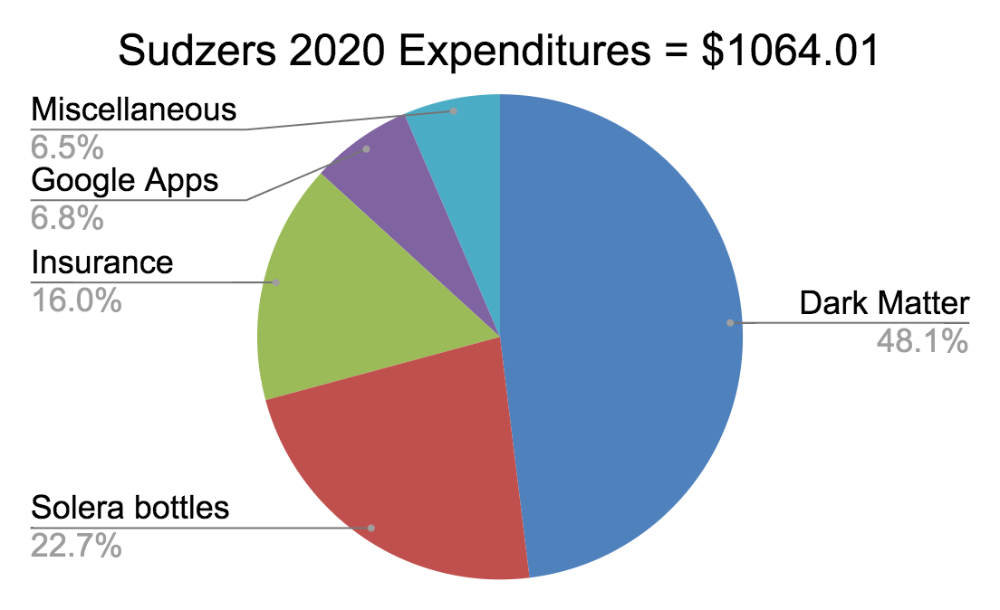 Sudzers 2020 Expenditures = $1064.01
Miscellaneous
6.5%
Google Apps
6.8%
Insurance
16.0%
Dark Matter
48.1%
Solera bottles
22.7%